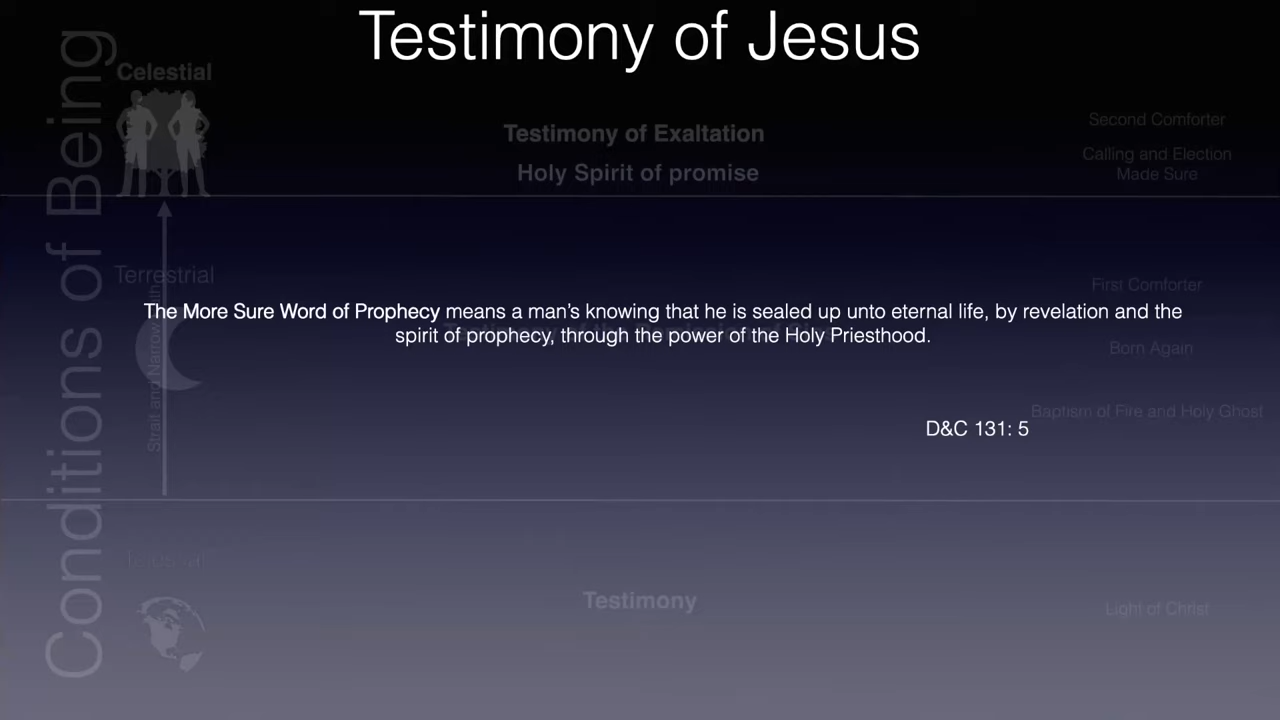 Testimony of Jesus
Conditions of Being
Celestial
Testimony of Exaltation
Holy Spirit of promise
Second Comforter
Calling and Election
Made Sure
Terrestrial
Strait and Narrow
First Comforter
The More Sure Word of Prophecy means a man's knowing that he is sealed up unto eternal life, by revelation and the
spirit of prophecy, through the power of the Holy Priesthood.
Born Again
Baptism of Fire and Holy Ghost
D&C 131: 5
Testimony
Light of Christ